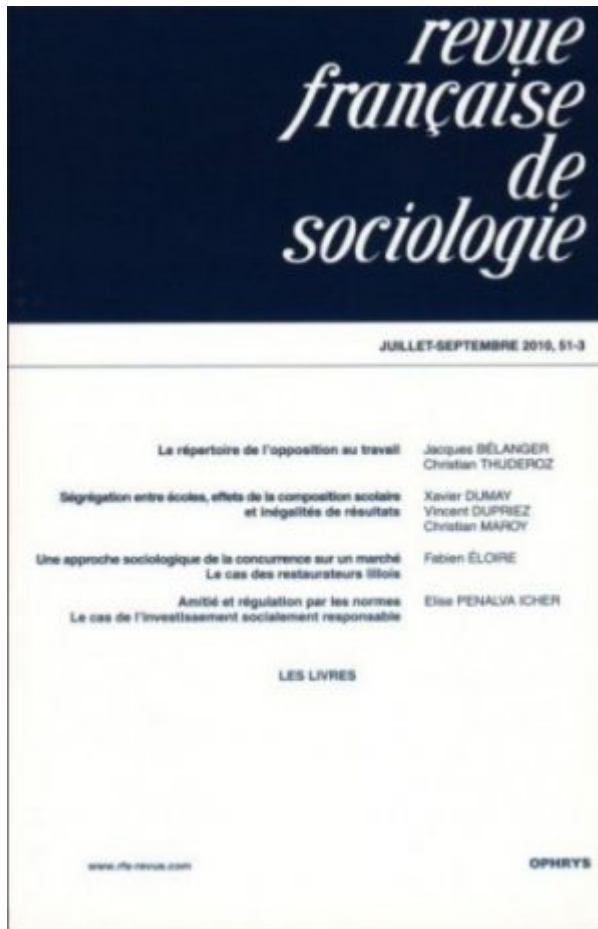 revue
française
de
sociologie
JUILLET-SEPTEMBRE 2010, 51-3
Le répertoire de l'opposition au travail Jacques BÉLANGER
Christian THUDEROZ
Ségrégation entre écoles, effets de la composition scolaire Xavier DUMAY
et inégalités de résultats Vincent DUPRIEZ
Christian MAROY
Une approche sociologique de la concurrence sur un marché Fabien ÉLOIRE
Le cas des restaurateurs lillois
Amitié et régulation par les normes Elise PENALVA ICHER
Le cas de l'investissement socialement responsable
LES LIVRES
www.rfs-revue.com OPHRYS